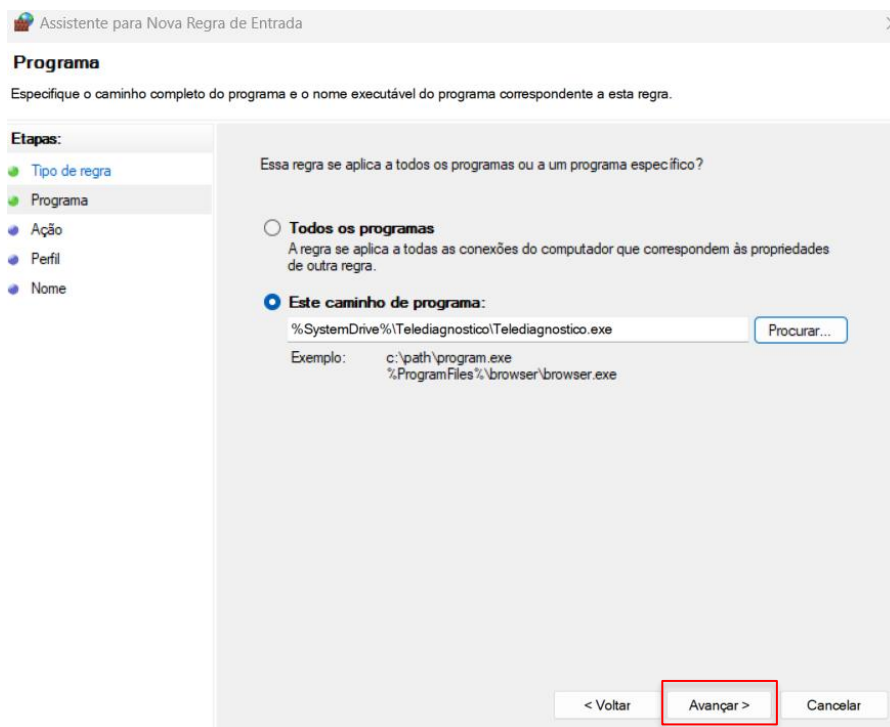 Assistente para Nova Regra de Entrada
Programa
Especifique o caminho completo do programa e o nome executável do programa correspondente a esta regra.
Etapas:
Tipo de regra
Programa
Ação
Perfil
Nome
Essa regra se aplica a todos os programas ou a um programa específico?
Todos os programas
A regra se aplica a todas as conexões do computador que correspondem às propriedades
de outra regra.
Este caminho de programa:
%SystemDrive%\Telediagnostico\Telediagnostico.exe
Procurar...
Exemplo: c:\path\program.exe
%ProgramFiles%\browser\browser.exe
< Voltar Avançar > Cancelar